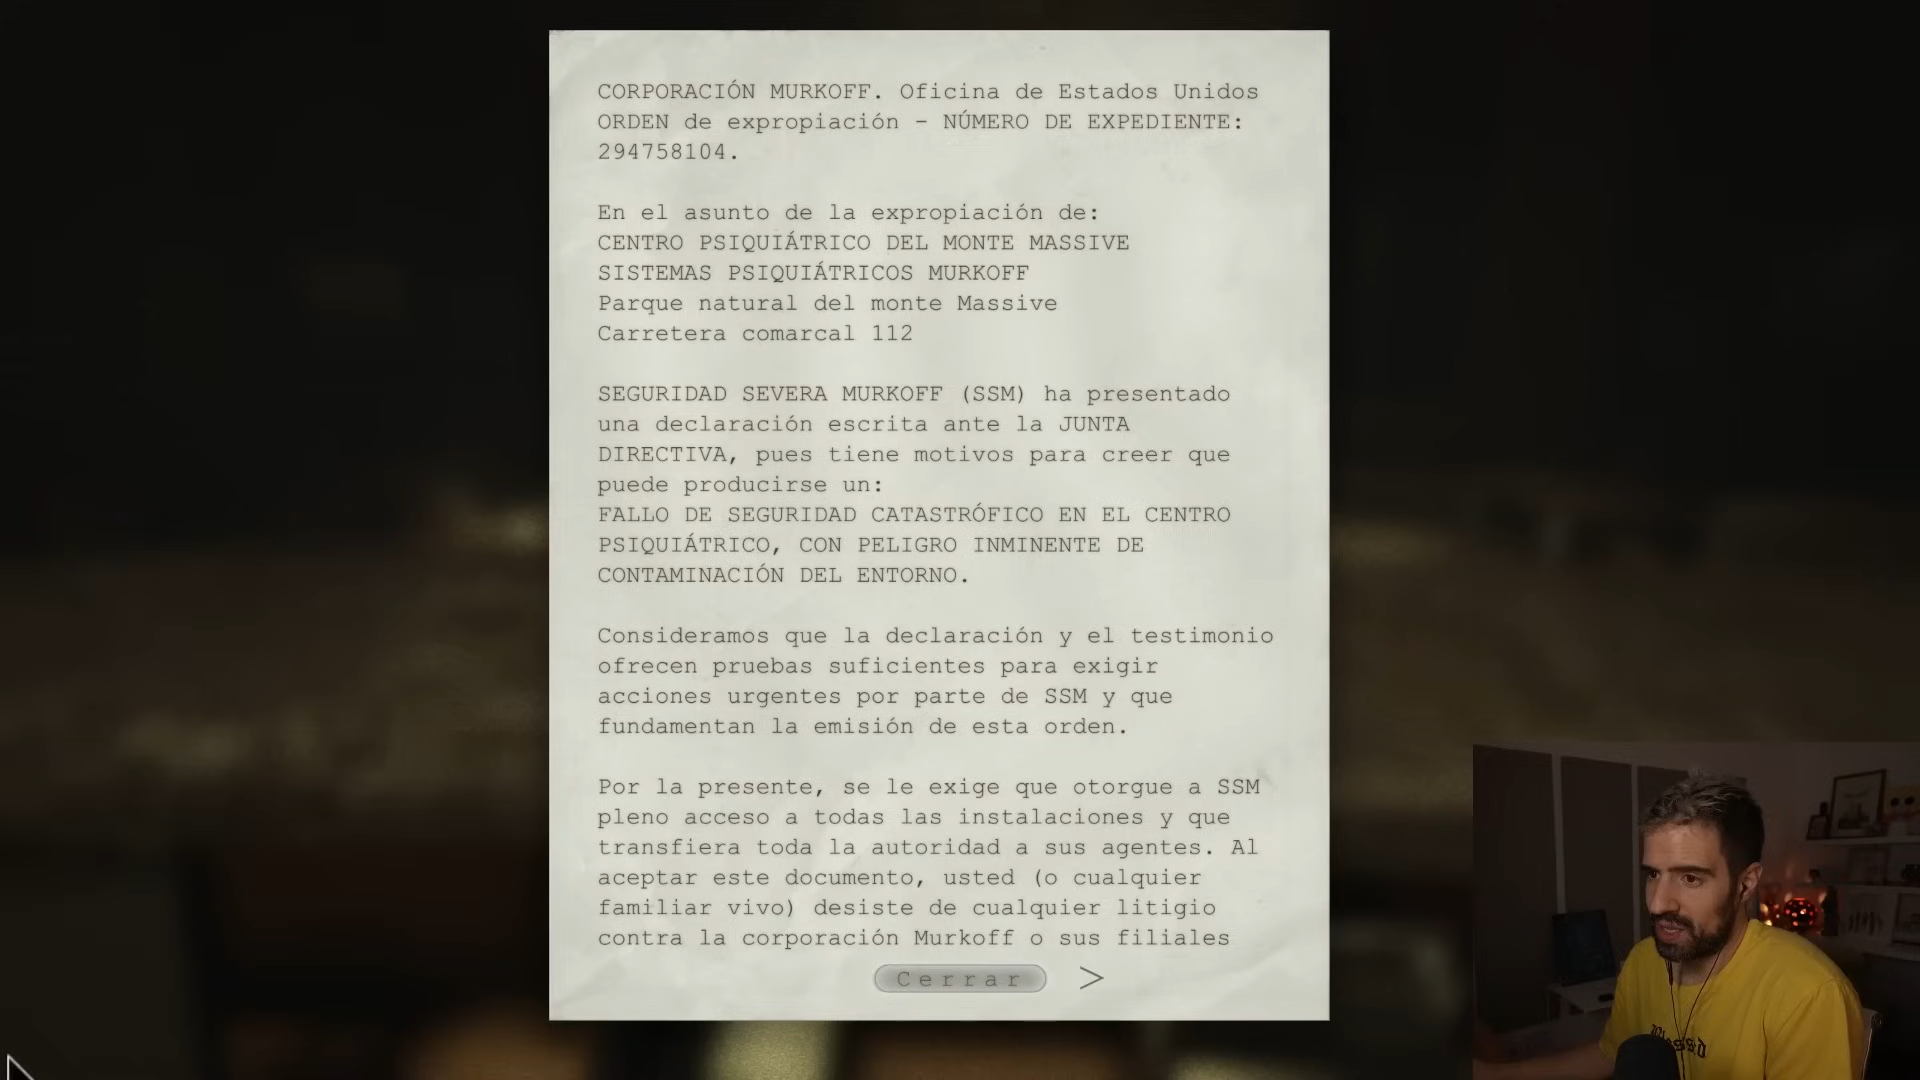 CORPORACIÓN MURKOFF. Oficina de Estados Unidos
ORDEN de expropiación - NÚMERO DE EXPEDIENTE:
294758104.
En el asunto de la expropiación de:
CENTRO PSIQUIÁTRICO DEL MONTE MASSIVE
SISTEMAS PSIQUIÁTRICOS MURKOFF
Parque natural del monte Massive
Carretera comarcal 112
SEGURIDAD SEVERA MURKOFF (SSM) ha presentado
una declaración escrita ante la JUNTA
DIRECTIVA, pues tiene motivos para creer que
puede producirse un:
FALLO DE SEGURIDAD CATASTRÓFICO EN EL CENTRO
PSIQUIÁTRICO, CON PELIGRO INMINENTE DE
CONTAMINACIÓN DEL ENTORNO.
Consideramos que la declaración y el testimonio
ofrecen pruebas suficientes para exigir
acciones urgentes por parte de SSM y que
fundamentan la emisión de esta orden.
Por la presente, se le exige que otorgue a SSM
pleno acceso a todas las instalaciones y que
transfiera toda la autoridad a sus agentes. Al
aceptar este documento, usted (o cualquier
familiar vivo) desiste de cualquier litigio
contra la corporación Murkoff o sus filiales
Cerrar >